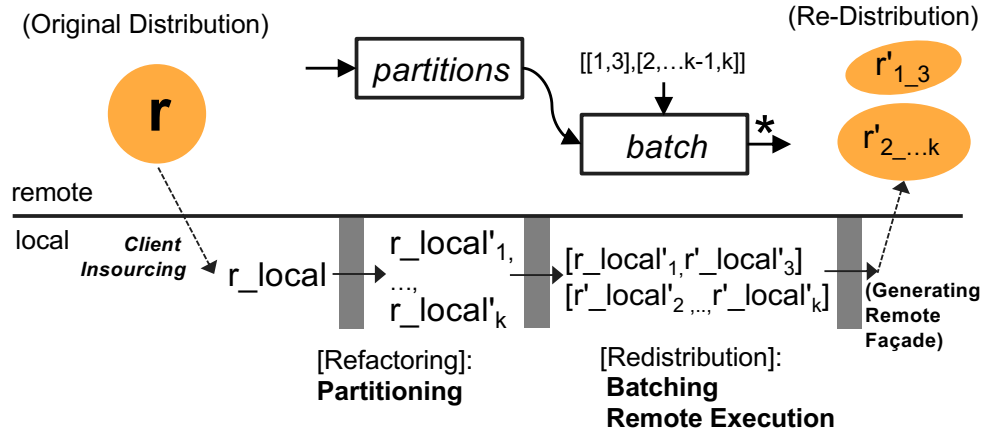 (Original Distribution)
(Re-Distribution)
partitions
[[1,3],[2,...k-1,k]]
batch
*
r
r'1_3
r'2_...k
remote
local
Client
Insourcing
r_local
r_local'1,
...,
r_local'k
[r_local'1,r'_local'3]
[r'_local'2 ,..,r'_local'k]
(Generating
Remote
Façade)
[Refactoring]:
Partitioning
[Redistribution]:
Batching
Remote Execution